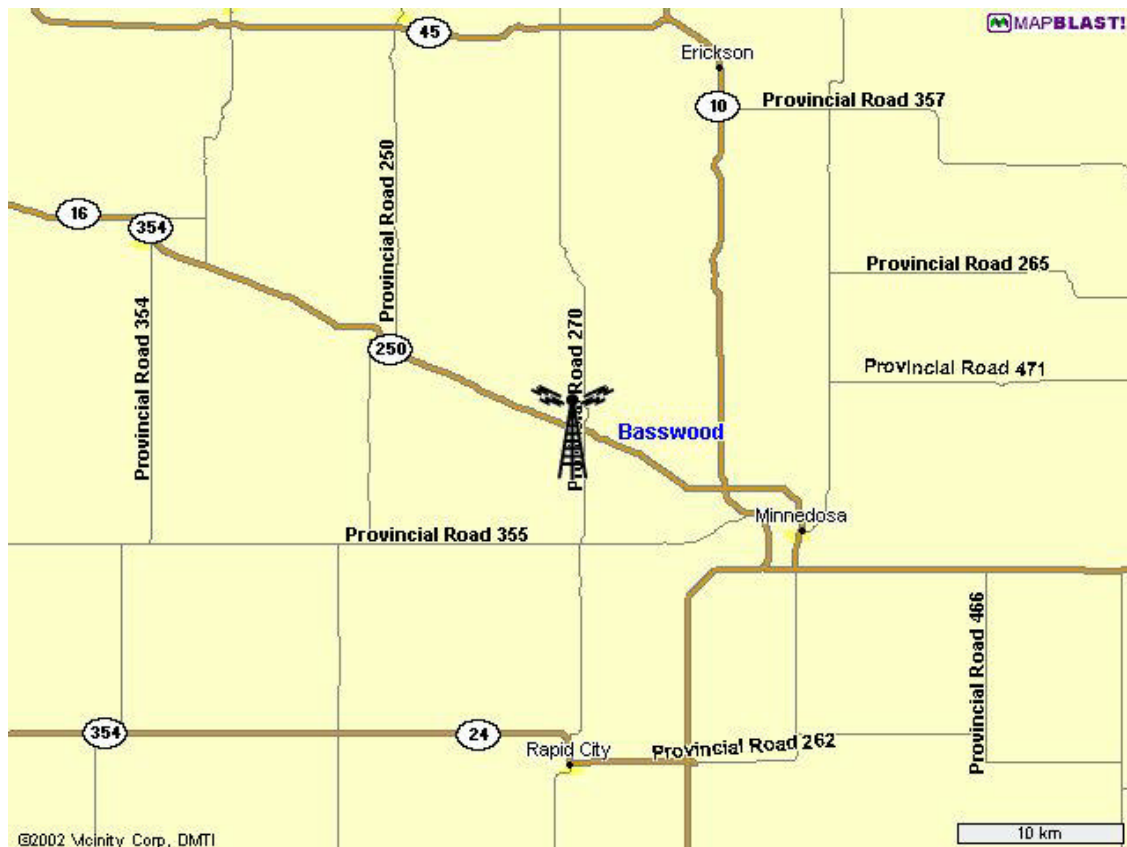 45
MAPBLAST!
Erickson
10
Provincial Road 357
Provincial Road 250
16
354
Provincial Road 265
Provincial Road 354
Provincial Road 270
250
Provincial Road 471
Basswood
Minnedosa
Provincial Road 355
Provincial Road 466
354
24
Rapid City
Provincial Road 262
©2002 Vicinity Corp, DMTI
10 km